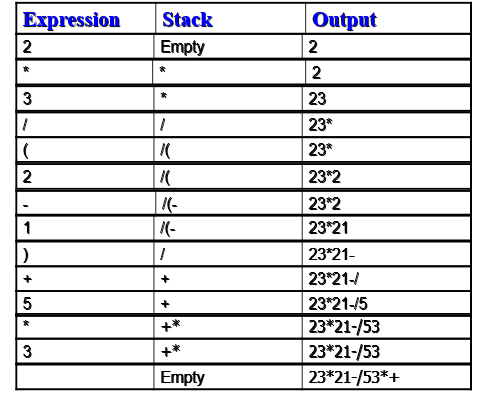 Expression Stack Output
2 Empty 2
* * 2
3 * 23
/ / 23*
( /( 23*
2 /( 23*2
- /(- 23*2
1 /(- 23*21
) / 23*21-
+ + 23*21-/
5 + 23*21-/5
* +* 23*21-/53
3 +* 23*21-/53
Empty 23*21-/53*+